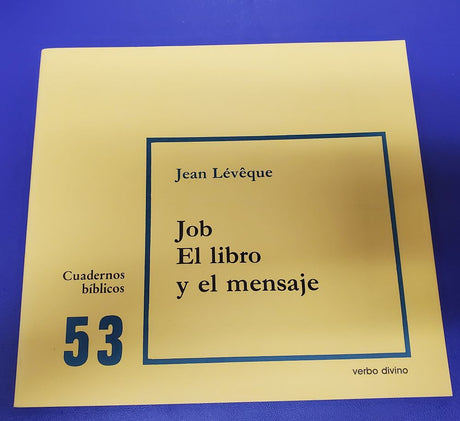 Jean Lévêque
Job
El libro
y el mensaje
Cuadernos
bíblicos
53
verbo divino